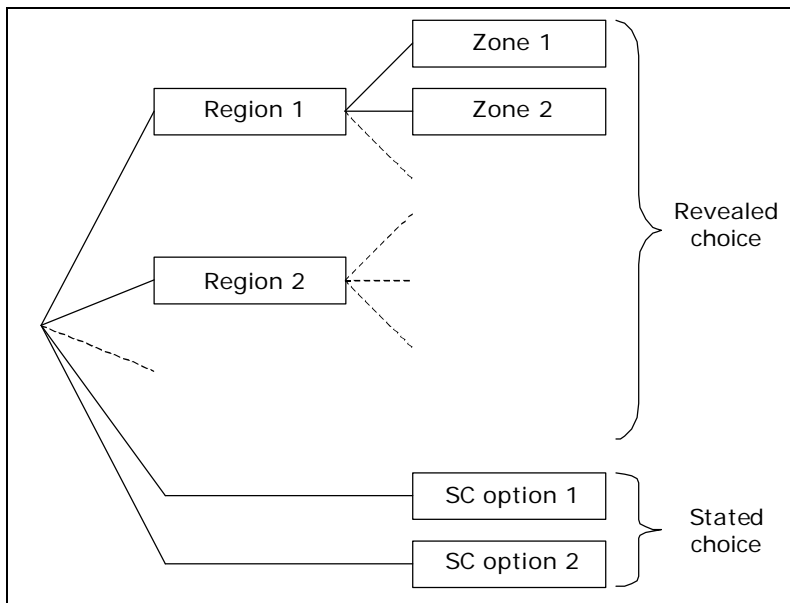 Zone 1
Region 1
Zone 2
Revealed
choice
Region 2
SC option 1
Stated
choice
SC option 2